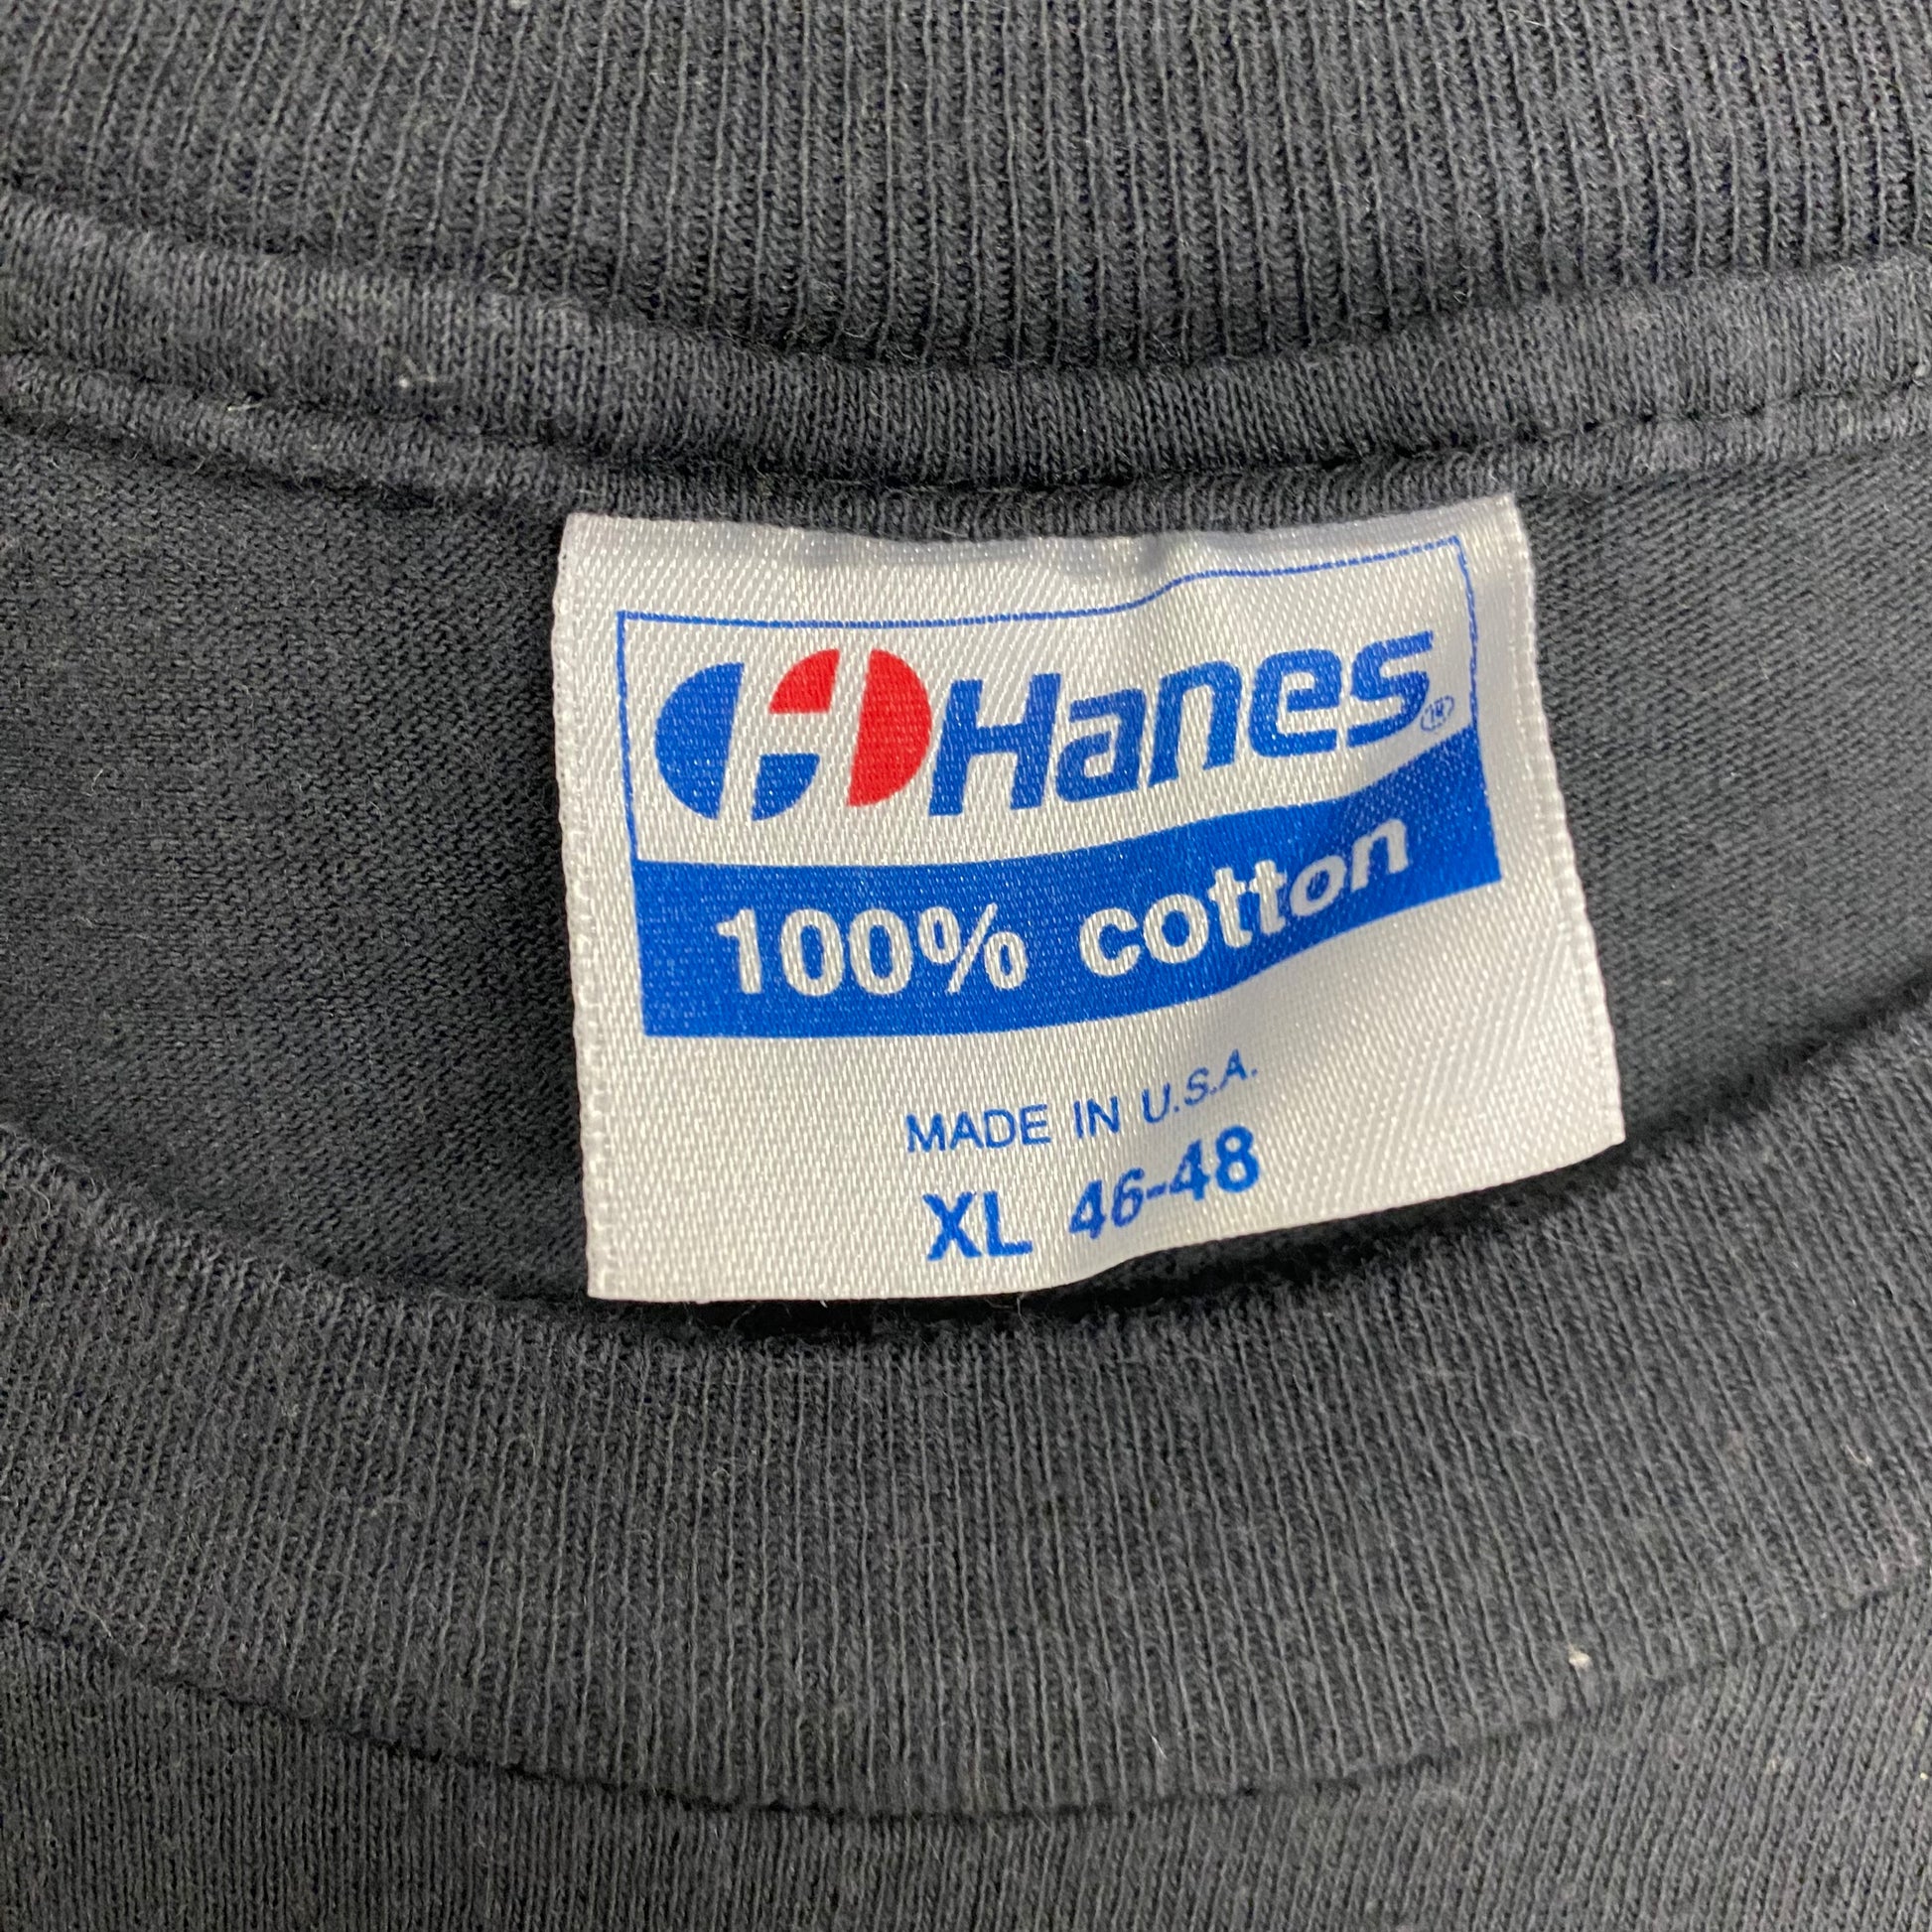 Hanes
100% cotton
MADE IN U.S.A.
XL 46-48